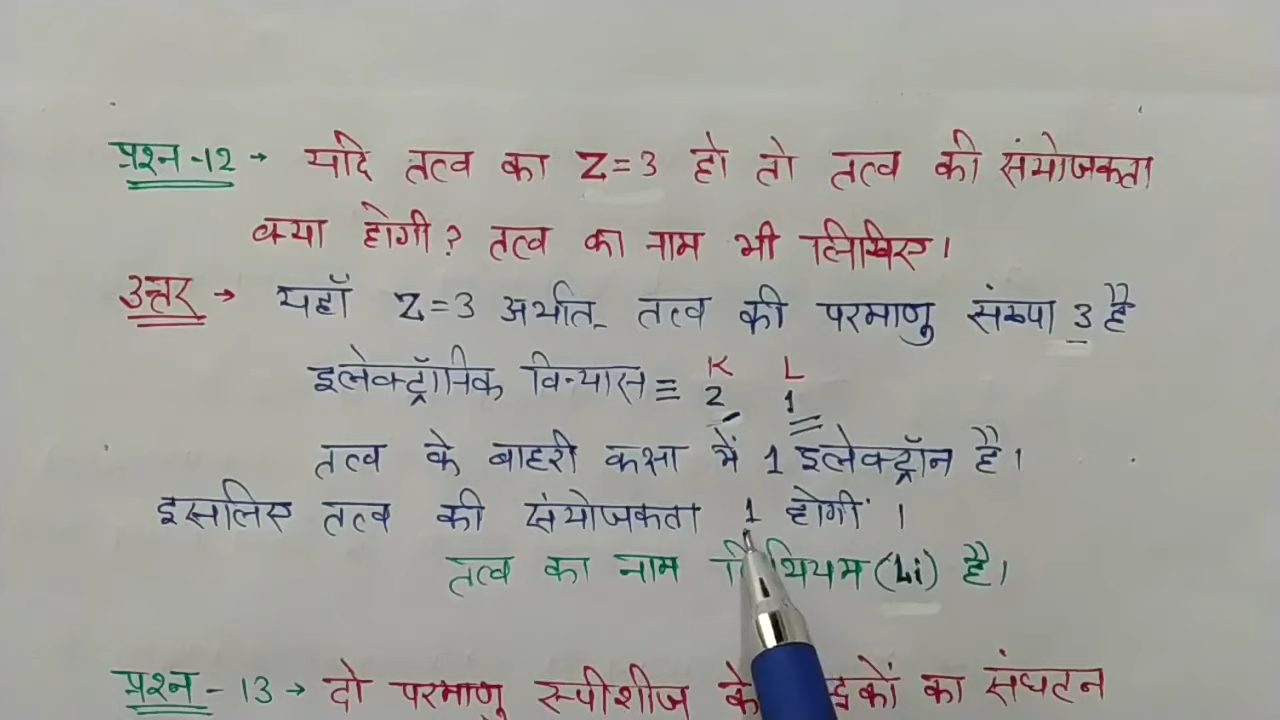 प्रश्न-12 → यदि तत्व का Z=3 हो तो तत्व की संयोजकता
क्या होगी? तत्व का नाम भी लिखिए।
उत्तर → यहाँ Z=3 अर्थात् तत्व की परमाणु संख्या 3 है
K L
इलेक्ट्रॉनिक विन्यास = 2 1
तत्व के बाहरी कक्षा में 1 इलेक्ट्रॉन है।
इसलिए तत्व की संयोजकता 1 होगीं ।
तत्व का नाम (Li) है।
प्रश्न - 13 → दो परमाणु स्पीशीज के का संघटन